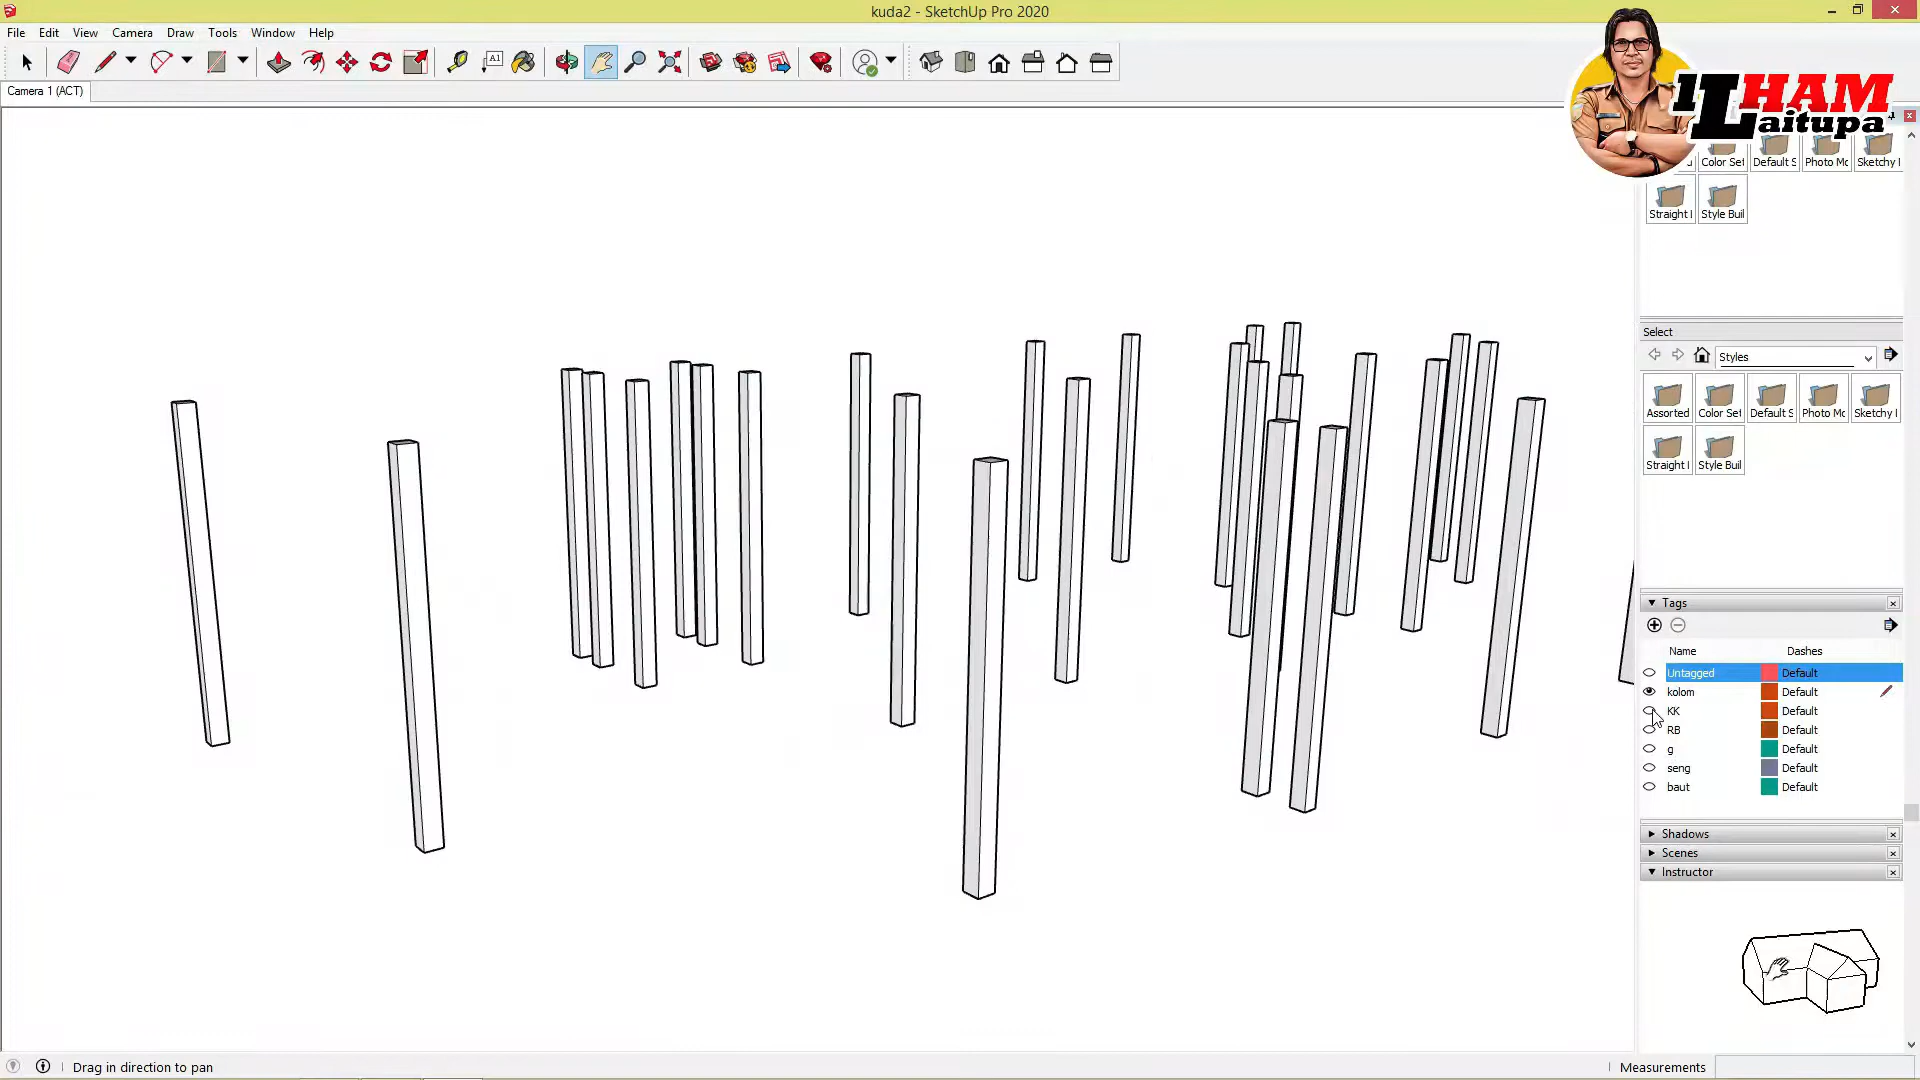 kuda2 - SketchUp Pro 2020
File Edit View Camera Draw Tools Window Help
A1
Camera 1 (ACT)
ILHAM
Laitupa
Color Set Default S Photo Mc Sketchy I
Straight I Style Buil
Select
Styles
Assorted Color Set Default S Photo Mc Sketchy I
Straight I Style Buil
Tags
Name Dashes
Untagged Default
kolom Default
KK Default
RB Default
g Default
seng Default
baut Default
Shadows
Scenes
Instructor
Drag in direction to pan
Measurements